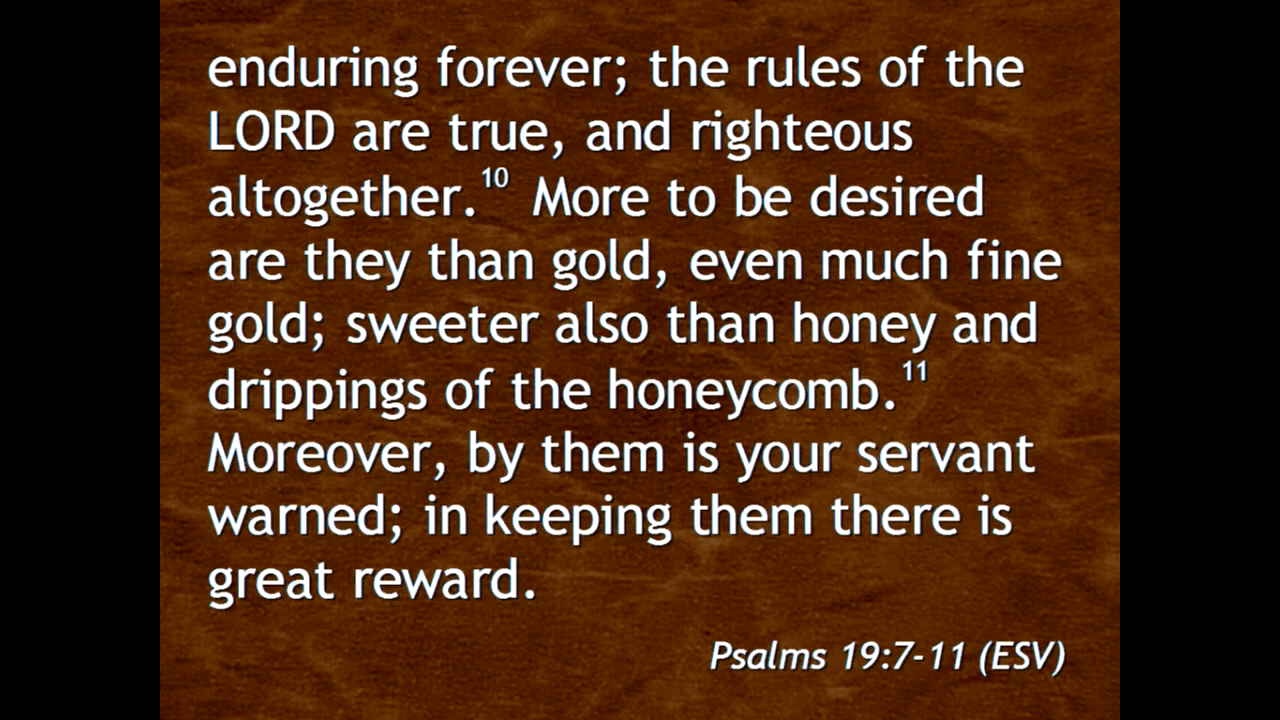 enduring forever; the rules of the
LORD are true, and righteous
altogether.10 More to be desired
are they than gold, even much fine
gold; sweeter also than honey and
drippings of the honeycomb.11
Moreover, by them is your servant
warned; in keeping them there is
great reward.
Psalms 19:7-11 (ESV)